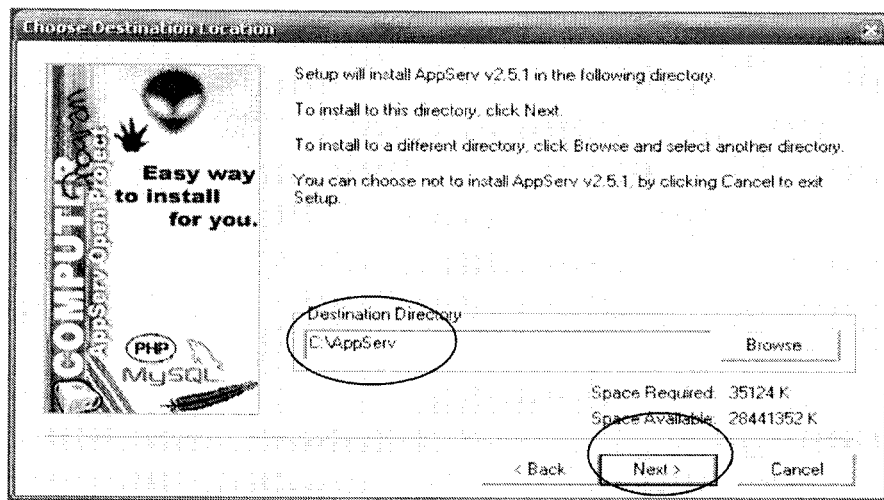 Choose Destination Location
Setup will install AppServ v2.5.1 in the following directory.
To install to this directory, click Next.
To install to a different directory, click Browse and select another directory.
You can choose not to install AppServ v2.5.1, by clicking Cancel to exit
Setup.
Easy way
to install
for you.
COMPUTER
AppServ Open Project
PHP
MySQL
Destination Directory
C:\AppServ
Browse...
Space Required: 35124 K
Space Available: 28441352 K
< Back
Next >
Cancel